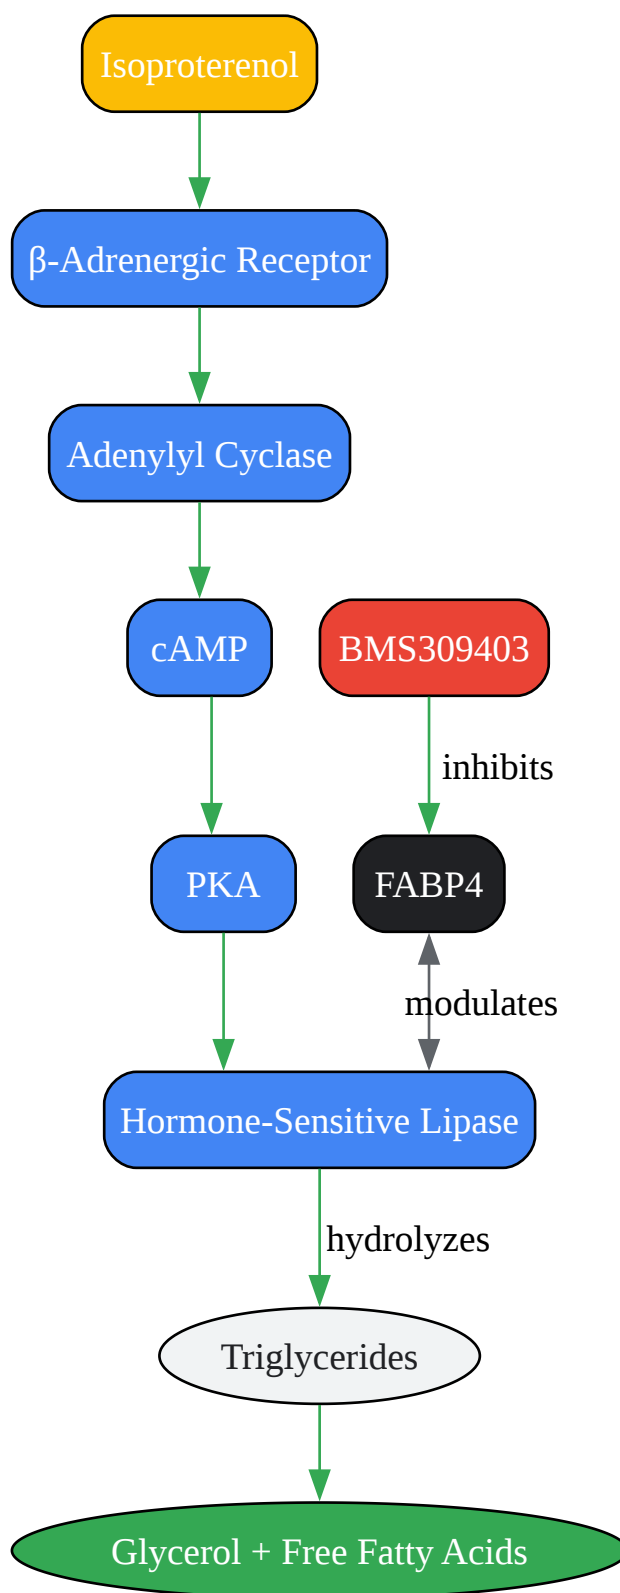 Isoproterenol
β-Adrenergic Receptor
Adenylyl Cyclase
cAMP
BMS309403
inhibits
PKA
FABP4
modulates
Hormone-Sensitive Lipase
hydrolyzes
Triglycerides
Glycerol + Free Fatty Acids